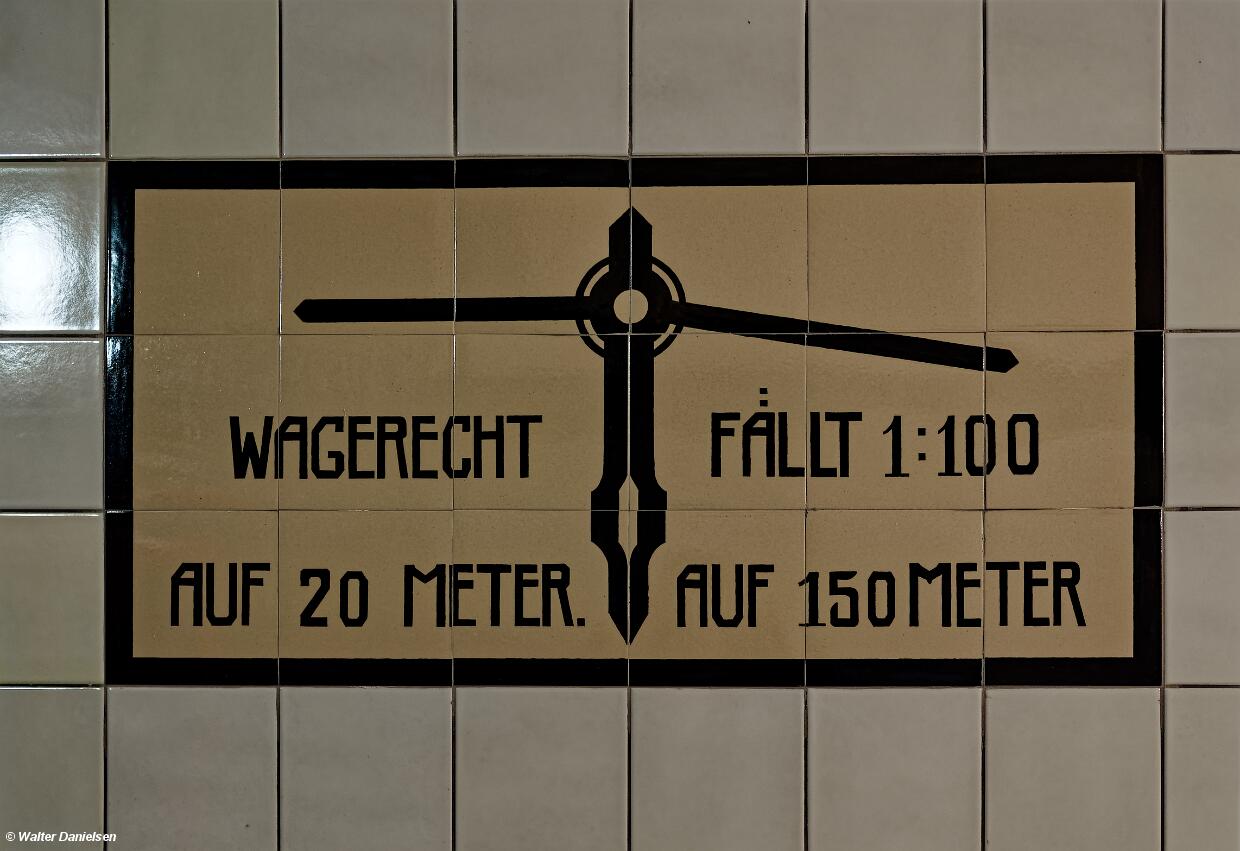 WAGERECHT
AUF 20 METER.
FÄLLT 1:100
AUF 150 METER
© Walter Danielsen